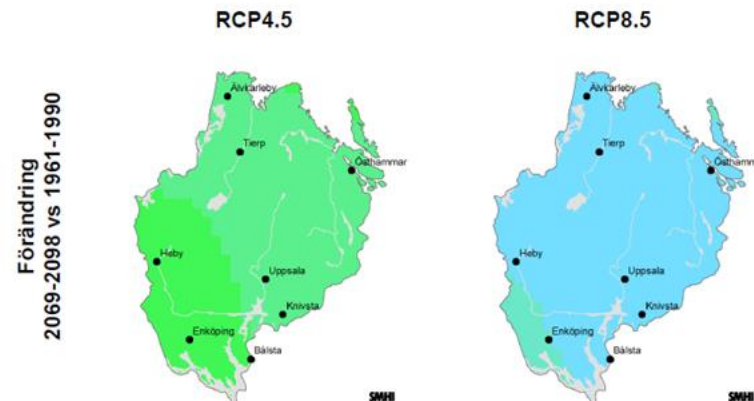 RCP4.5
RCP8.5
Förändring
2069-2098 vs 1961-1990
Älvkarleby
Tierp
Östhammar
Heby
Uppsala
Knivsta
Enköping
Bålsta
SMHI
Älvkarleby
Tierp
Östhammar
Heby
Uppsala
Knivsta
Enköping
Bålsta
SMHI